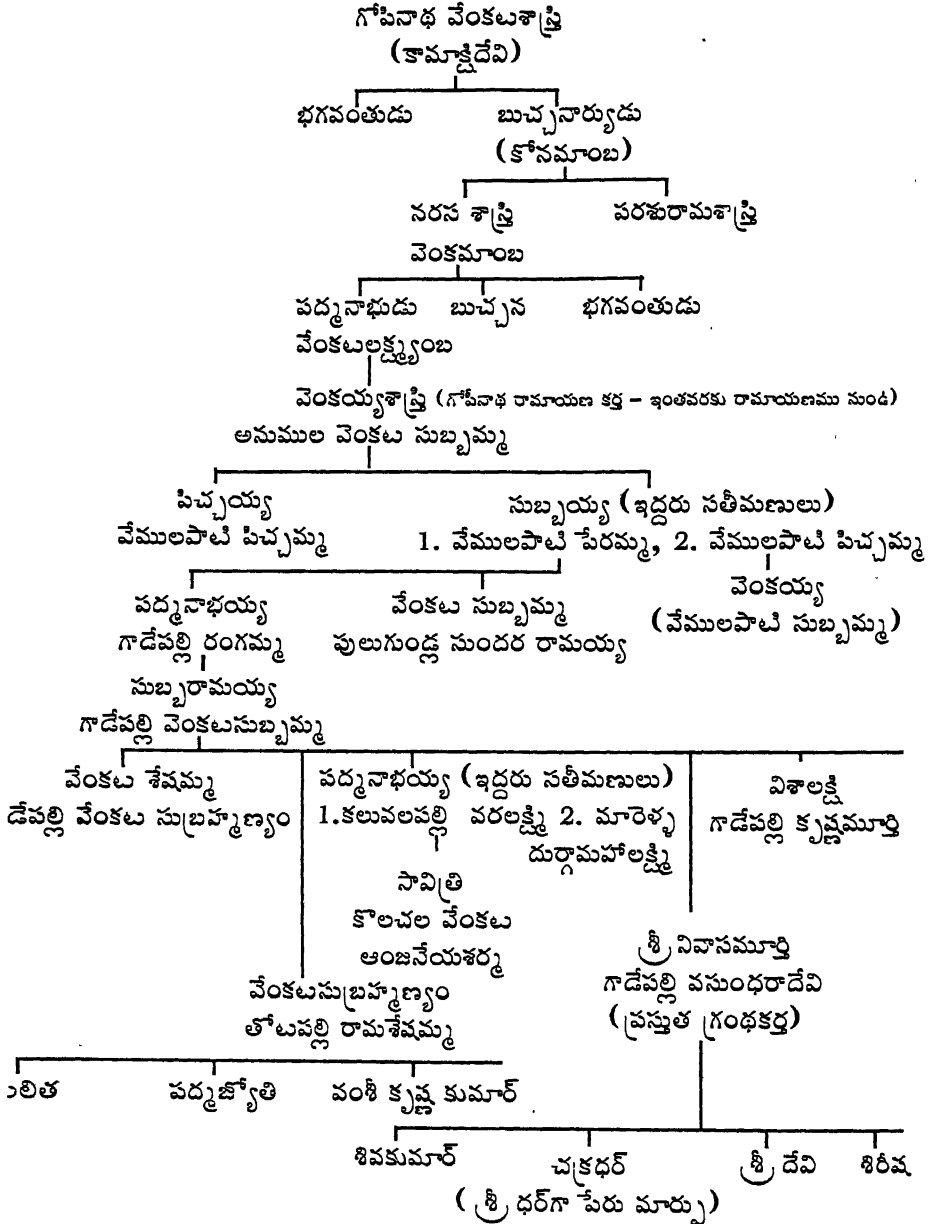 గోపినాథ వేంకటశాస్త్రి
(కామాక్షిదేవి)
భగవంతుడు బుచ్చనార్యుడు
(కోనమాంబ)
నరస శాస్త్రి పరశురామశాస్త్రి
వెంకమాంబ
పద్మనాభుడు బుచ్చన భగవంతుడు
వేంకటలక్ష్మ్యంబ
వెంకయ్యశాస్త్రి (గోపీనాథ రామాయణ కర్త – ఇంతవరకు రామాయణము నుండి)
అనుముల వెంకట సుబ్బమ్మ
పిచ్చయ్య సుబ్బయ్య (ఇద్దరు సతీమణులు)
వేములపాటి పిచ్చమ్మ 1. వేములపాటి పేరమ్మ, 2. వేములపాటి పిచ్చమ్మ
వెంకయ్య
పద్మనాభయ్య వేంకట సుబ్బమ్మ (వేములపాటి సుబ్బమ్మ)
గాడేపల్లి రంగమ్మ పులుగుండ్ల సుందర రామయ్య
సుబ్బరామయ్య
గాడేపల్లి వెంకటసుబ్బమ్మ
వేంకట శేషమ్మ పద్మనాభయ్య (ఇద్దరు సతీమణులు) విశాలక్షి
డేపల్లి వేంకట సుబ్రహ్మణ్యం 1.కలువలపల్లి వరలక్ష్మి 2. మారెళ్ళ గాడేపల్లి కృష్ణమూర్తి
దుర్గామహాలక్ష్మి
సావిత్రి
కొలచల వేంకట
ఆంజనేయశర్మ శ్రీనివాసమూర్తి
వేంకటసుబ్రహ్మణ్యం గాడేపల్లి వసుంధరాదేవి
తోటపల్లి రామశేషమ్మ (ప్రస్తుత గ్రంథకర్త)
లలిత పద్మజ్యోతి వంశీ కృష్ణ కుమార్
శివకుమార్ చక్రధర్ శ్రీ దేవి శిరీష
(శ్రీ ధర్‌గా పేరు మార్పు)